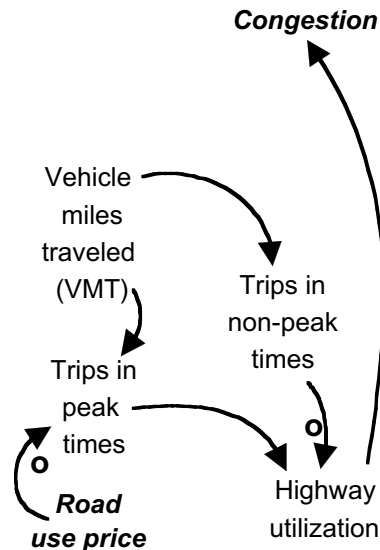 Congestion
Vehicle
miles
traveled
(VMT)
Trips in
non-peak
times
Trips in
peak
times
o
o
Road
use price
Highway
utilization